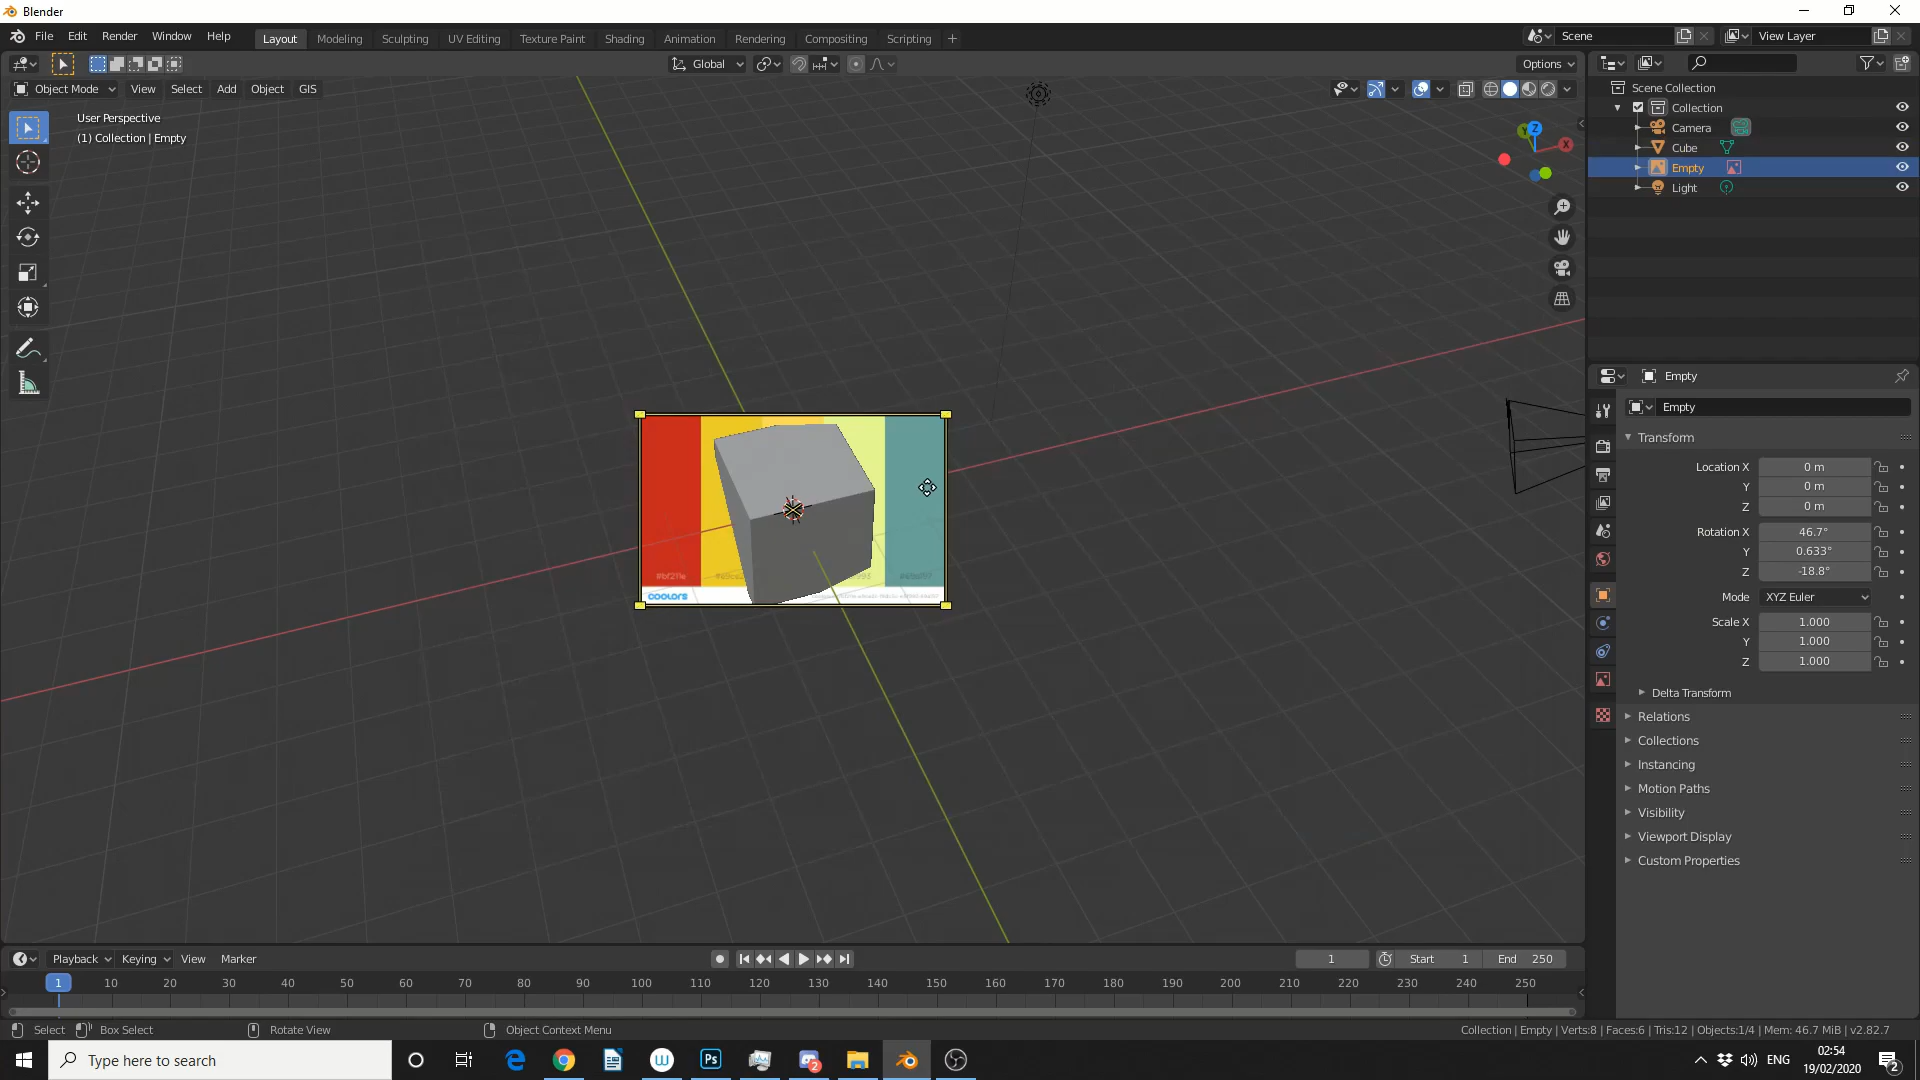 Blender
File Edit Render Window Help
Layout Modeling Sculpting UV Editing Texture Paint Shading Animation Rendering Compositing Scripting +
Scene
View Layer
Global
Options
Object Mode View Select Add Object GIS
User Perspective
(1) Collection | Empty
Z
Y
X
Scene Collection
Collection
Camera
Cube
Empty
Light
Empty
Empty
Transform
Location X 0 m
Y 0 m
Z 0 m
Rotation X 46.7°
Y 0.633°
Z -18.8°
Mode XYZ Euler
Scale X 1.000
Y 1.000
Z 1.000
Delta Transform
Relations
Collections
Instancing
Motion Paths
Visibility
Viewport Display
Custom Properties
#bf211e
coolors
Playback Keying View Marker
1
Start 1
End 250
1 10 20 30 40 50 60 70 80 90 100 110 120 130 140 150 160 170 180 190 200 210 220 230 240 250
Select Box Select Rotate View Object Context Menu
Collection | Empty | Verts:8 | Faces:6 | Tris:12 | Objects:1/4 | Mem: 46.7 MiB | v2.82.7
Type here to search
Ps
2
ENG
02:54
19/02/2020
2